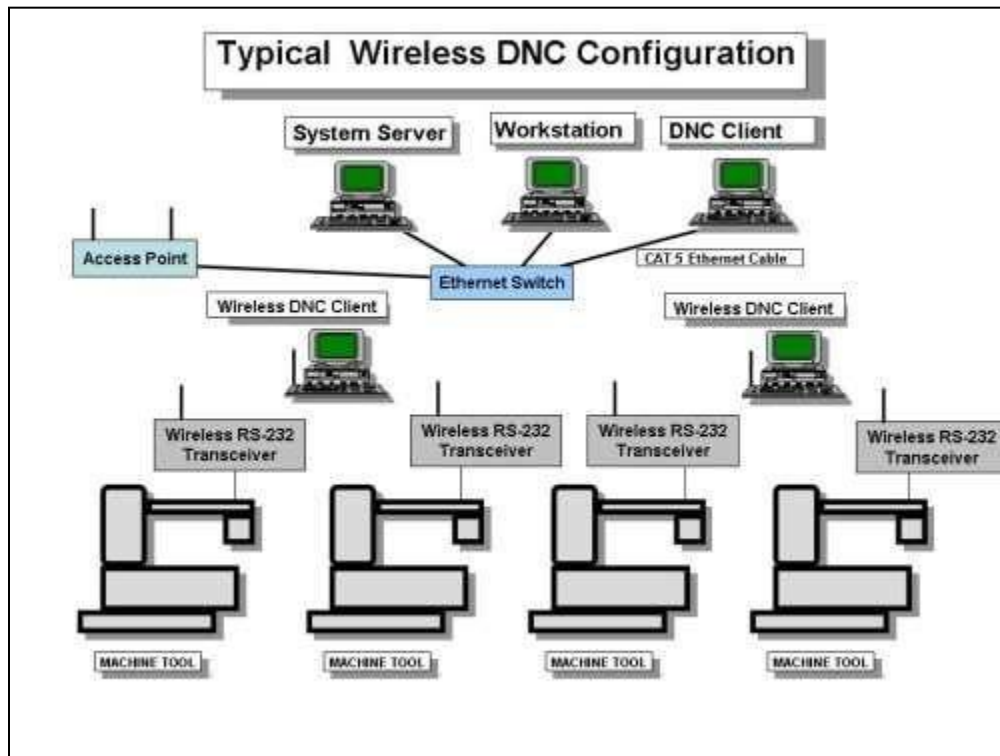 Typical Wireless DNC Configuration
System Server
Workstation
DNC Client
Access Point
CAT 5 Ethernet Cable
Ethernet Switch
Wireless DNC Client
Wireless DNC Client
Wireless RS-232
Transceiver
Wireless RS-232
Transceiver
Wireless RS-232
Transceiver
Wireless RS-232
Transceiver
MACHINE TOOL
MACHINE TOOL
MACHINE TOOL
MACHINE TOOL